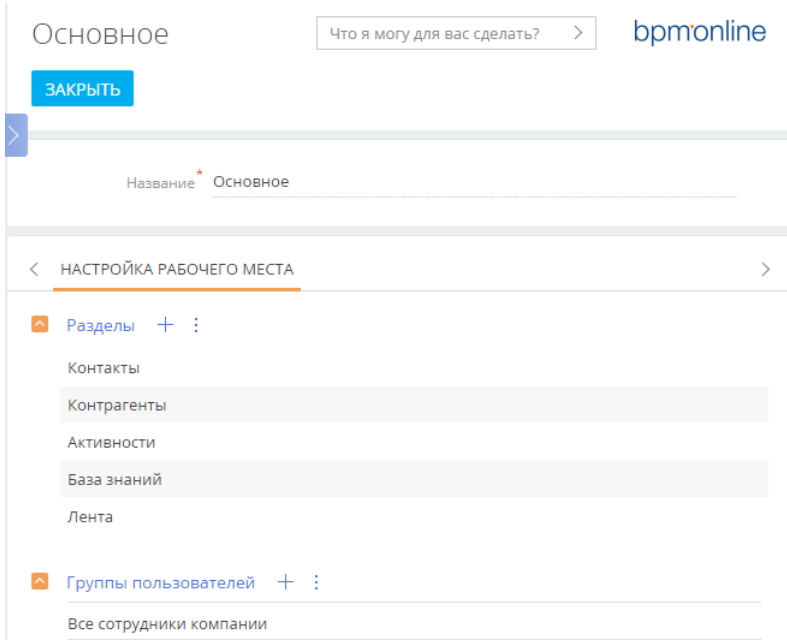 Основное
Что я могу для вас сделать?
bpmonline
ЗАКРЫТЬ
Название* Основное
НАСТРОЙКА РАБОЧЕГО МЕСТА
Разделы
Контакты
Контрагенты
Активности
База знаний
Лента
Группы пользователей
Все сотрудники компании